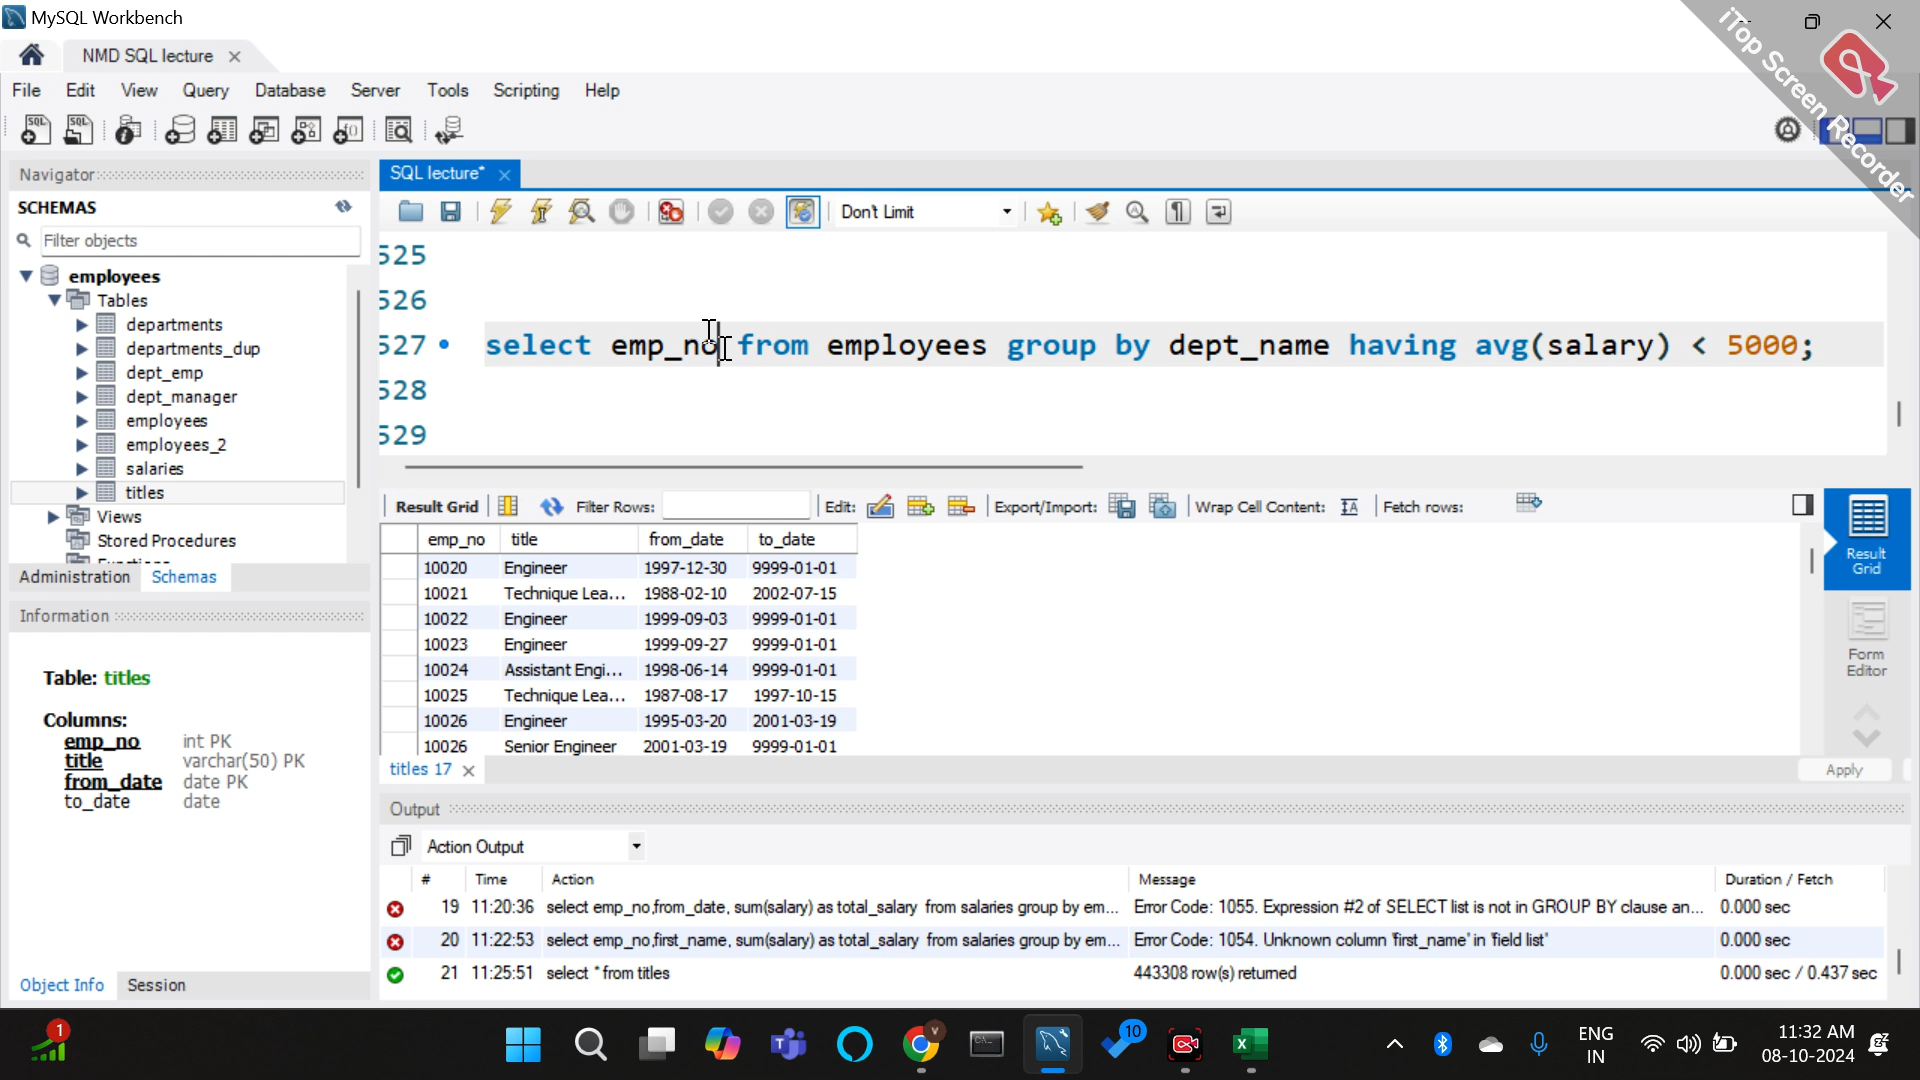 MySQL Workbench
iTop Screen Recorder
NMD SQL lecture
File Edit View Query Database Server Tools Scripting Help
Navigator
SQL lecture*
SCHEMAS
Don't Limit
Filter objects
employees
Tables
departments
departments_dup
dept_emp
dept_manager
employees
employees_2
salaries
titles
Views
Stored Procedures
Administration Schemas
525
526
527 select emp_no from employees group by dept_name having avg(salary) < 5000;
528
529
Result Grid Filter Rows: Edit: Export/Import: Wrap Cell Content: Fetch rows:
emp_no title from_date to_date
10020 Engineer 1997-12-30 9999-01-01
10021 Technique Lea... 1988-02-10 2002-07-15
10022 Engineer 1999-09-03 9999-01-01
10023 Engineer 1999-09-27 9999-01-01
10024 Assistant Engi... 1998-06-14 9999-01-01
10025 Technique Lea... 1987-08-17 1997-10-15
10026 Engineer 1995-03-20 2001-03-19
10026 Senior Engineer 2001-03-19 9999-01-01
Result Grid
Form Editor
titles 17
Apply
Information
Table: titles
Columns:
emp_no int PK
title varchar(50) PK
from_date date PK
to_date date
Object Info Session
Output
Action Output
# Time Action Message Duration / Fetch
19 11:20:36 select emp_no,from_date, sum(salary) as total_salary from salaries group by em... Error Code: 1055. Expression #2 of SELECT list is not in GROUP BY clause an... 0.000 sec
20 11:22:53 select emp_no,first_name, sum(salary) as total_salary from salaries group by em... Error Code: 1054. Unknown column 'first_name' in 'field list' 0.000 sec
21 11:25:51 select * from titles 443308 row(s) returned 0.000 sec / 0.437 sec
1
V
10
ENG
IN
11:32 AM
08-10-2024